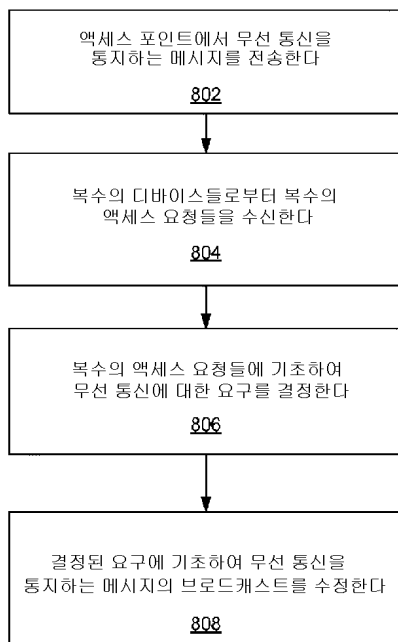 액세스 포인트에서 무선 통신을
통지하는 메시지를 전송한다
802
복수의 디바이스들로부터 복수의
액세스 요청들을 수신한다
804
복수의 액세스 요청들에 기초하여
무선 통신에 대한 요구를 결정한다
806
결정된 요구에 기초하여 무선 통신을
통지하는 메시지의 브로드캐스트를 수정한다
808